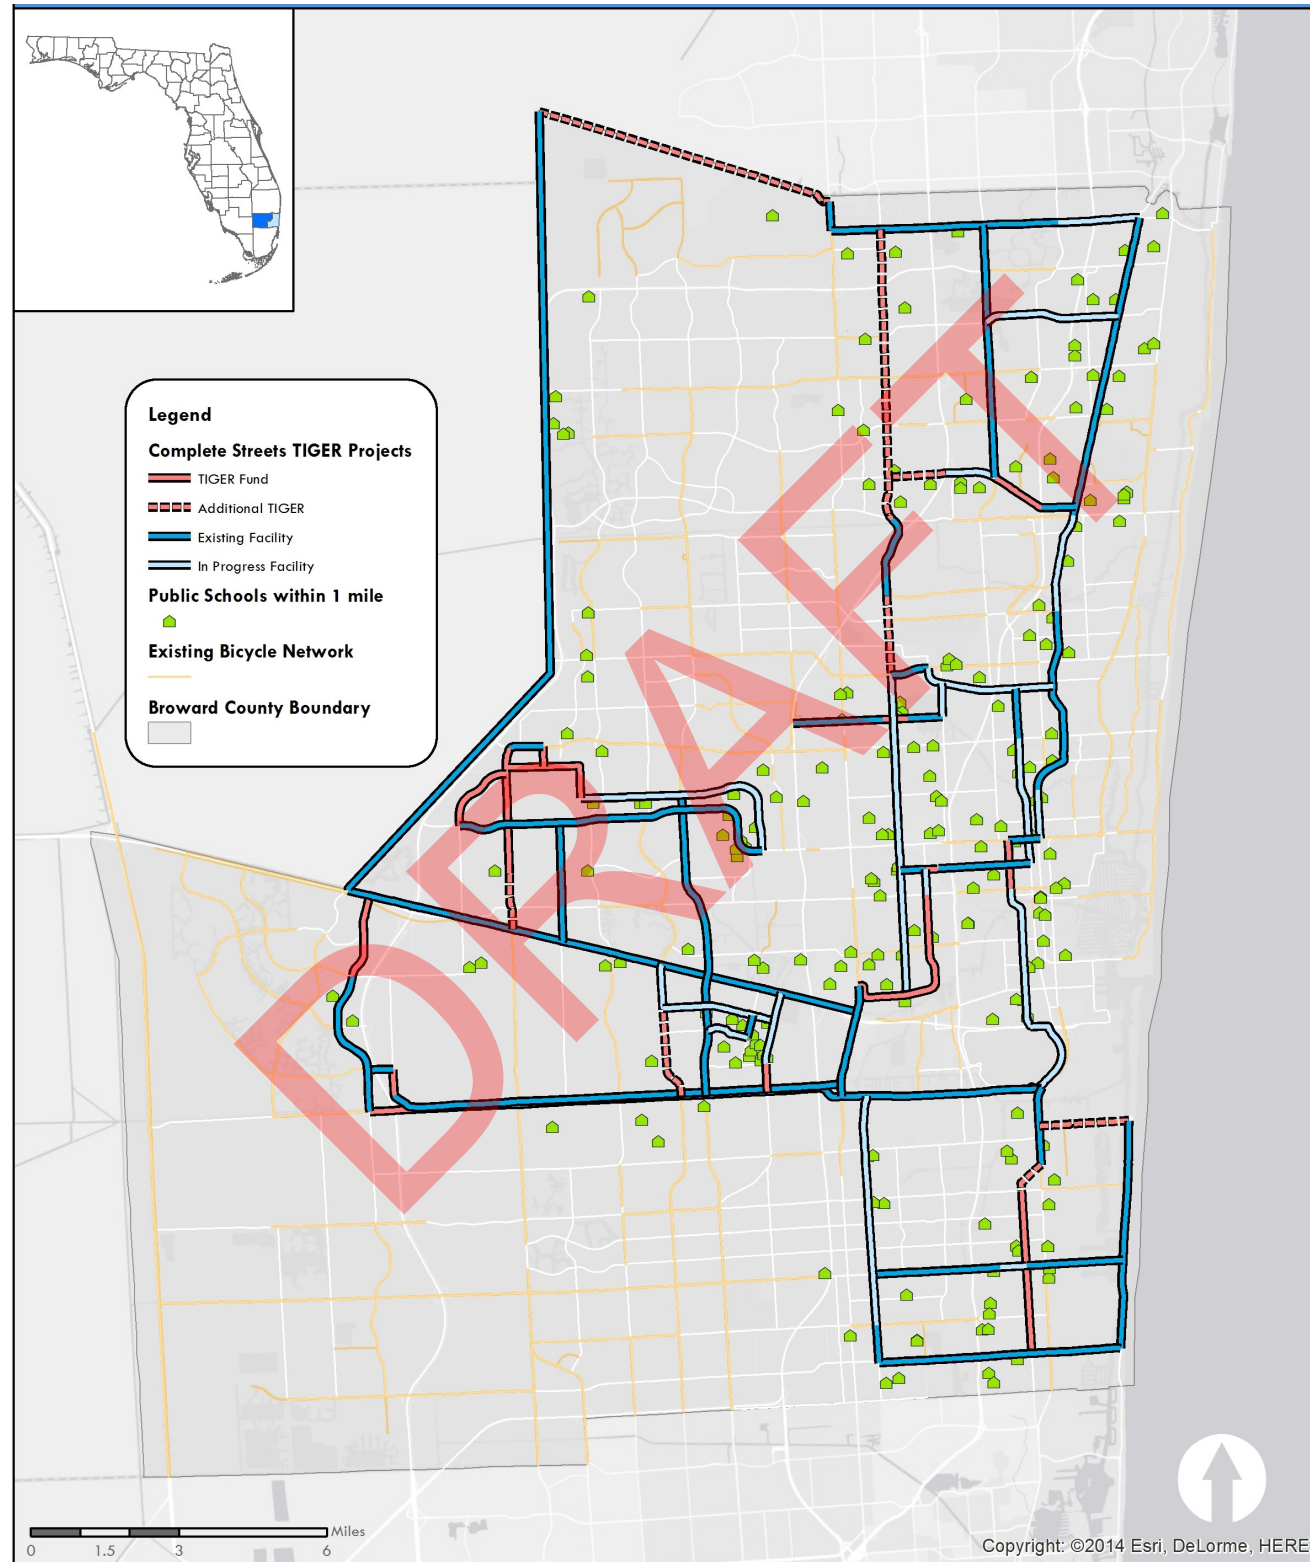 Legend
Complete Streets TIGER Projects
TIGER Fund
Additional TIGER
Existing Facility
In Progress Facility
Public Schools within 1 mile
Existing Bicycle Network
Broward County Boundary
DRAFT
Miles
0 1.5 3 6
Copyright: ©2014 Esri, DeLorme, HERE